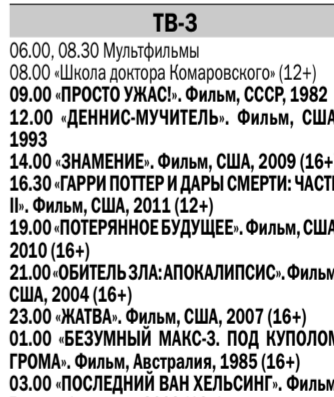 ТВ-3
06.00, 08.30 Мультфильмы
08.00 «Школа доктора Комаровского» (12+)
09.00 «ПРОСТО УЖАС!». Фильм, СССР, 1982
12.00 «ДЕННИС-МУЧИТЕЛЬ». Фильм, США
1993
14.00 «ЗНАМЕНИЕ». Фильм, США, 2009 (16+
16.30 «ГАРРИ ПОТТЕР И ДАРЫ СМЕРТИ: ЧАСТЬ
II». Фильм, США, 2011 (12+)
19.00 «ПОТЕРЯННОЕ БУДУЩЕЕ». Фильм, США
2010 (16+)
21.00 «ОБИТЕЛЬ ЗЛА: АПОКАЛИПСИС». Фильм
США, 2004 (16+)
23.00 «ЖАТВА». Фильм, США, 2007 (16+)
01.00 «БЕЗУМНЫЙ МАКС-3. ПОД КУПОЛОМ
ГРОМА». Фильм, Австралия, 1985 (16+)
03.00 «ПОСЛЕДНИЙ ВАН ХЕЛЬСИНГ». Фильм